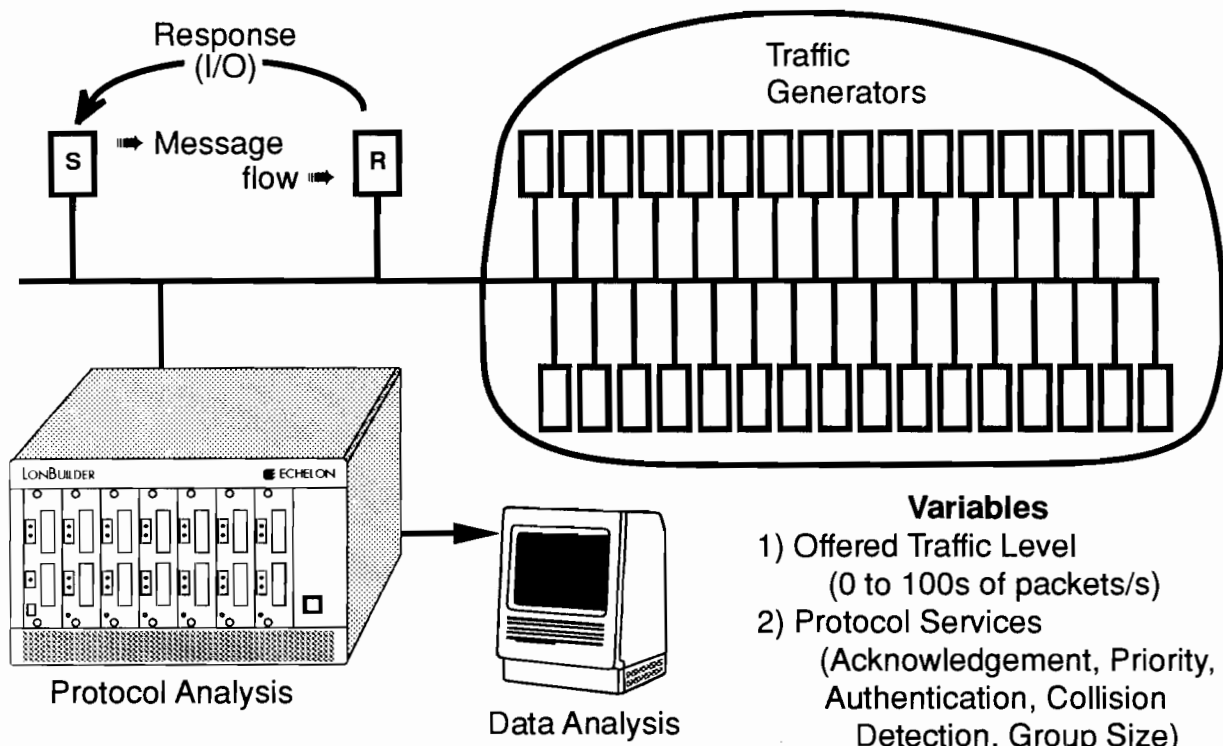 Response
(I/O)
Traffic
Generators
S
Message
flow
R
LONBUILDER
ECHELON
Protocol Analysis
Data Analysis
Variables
1) Offered Traffic Level
(0 to 100s of packets/s)
2) Protocol Services
(Acknowledgement, Priority,
Authentication, Collision
Detection, Group Size)